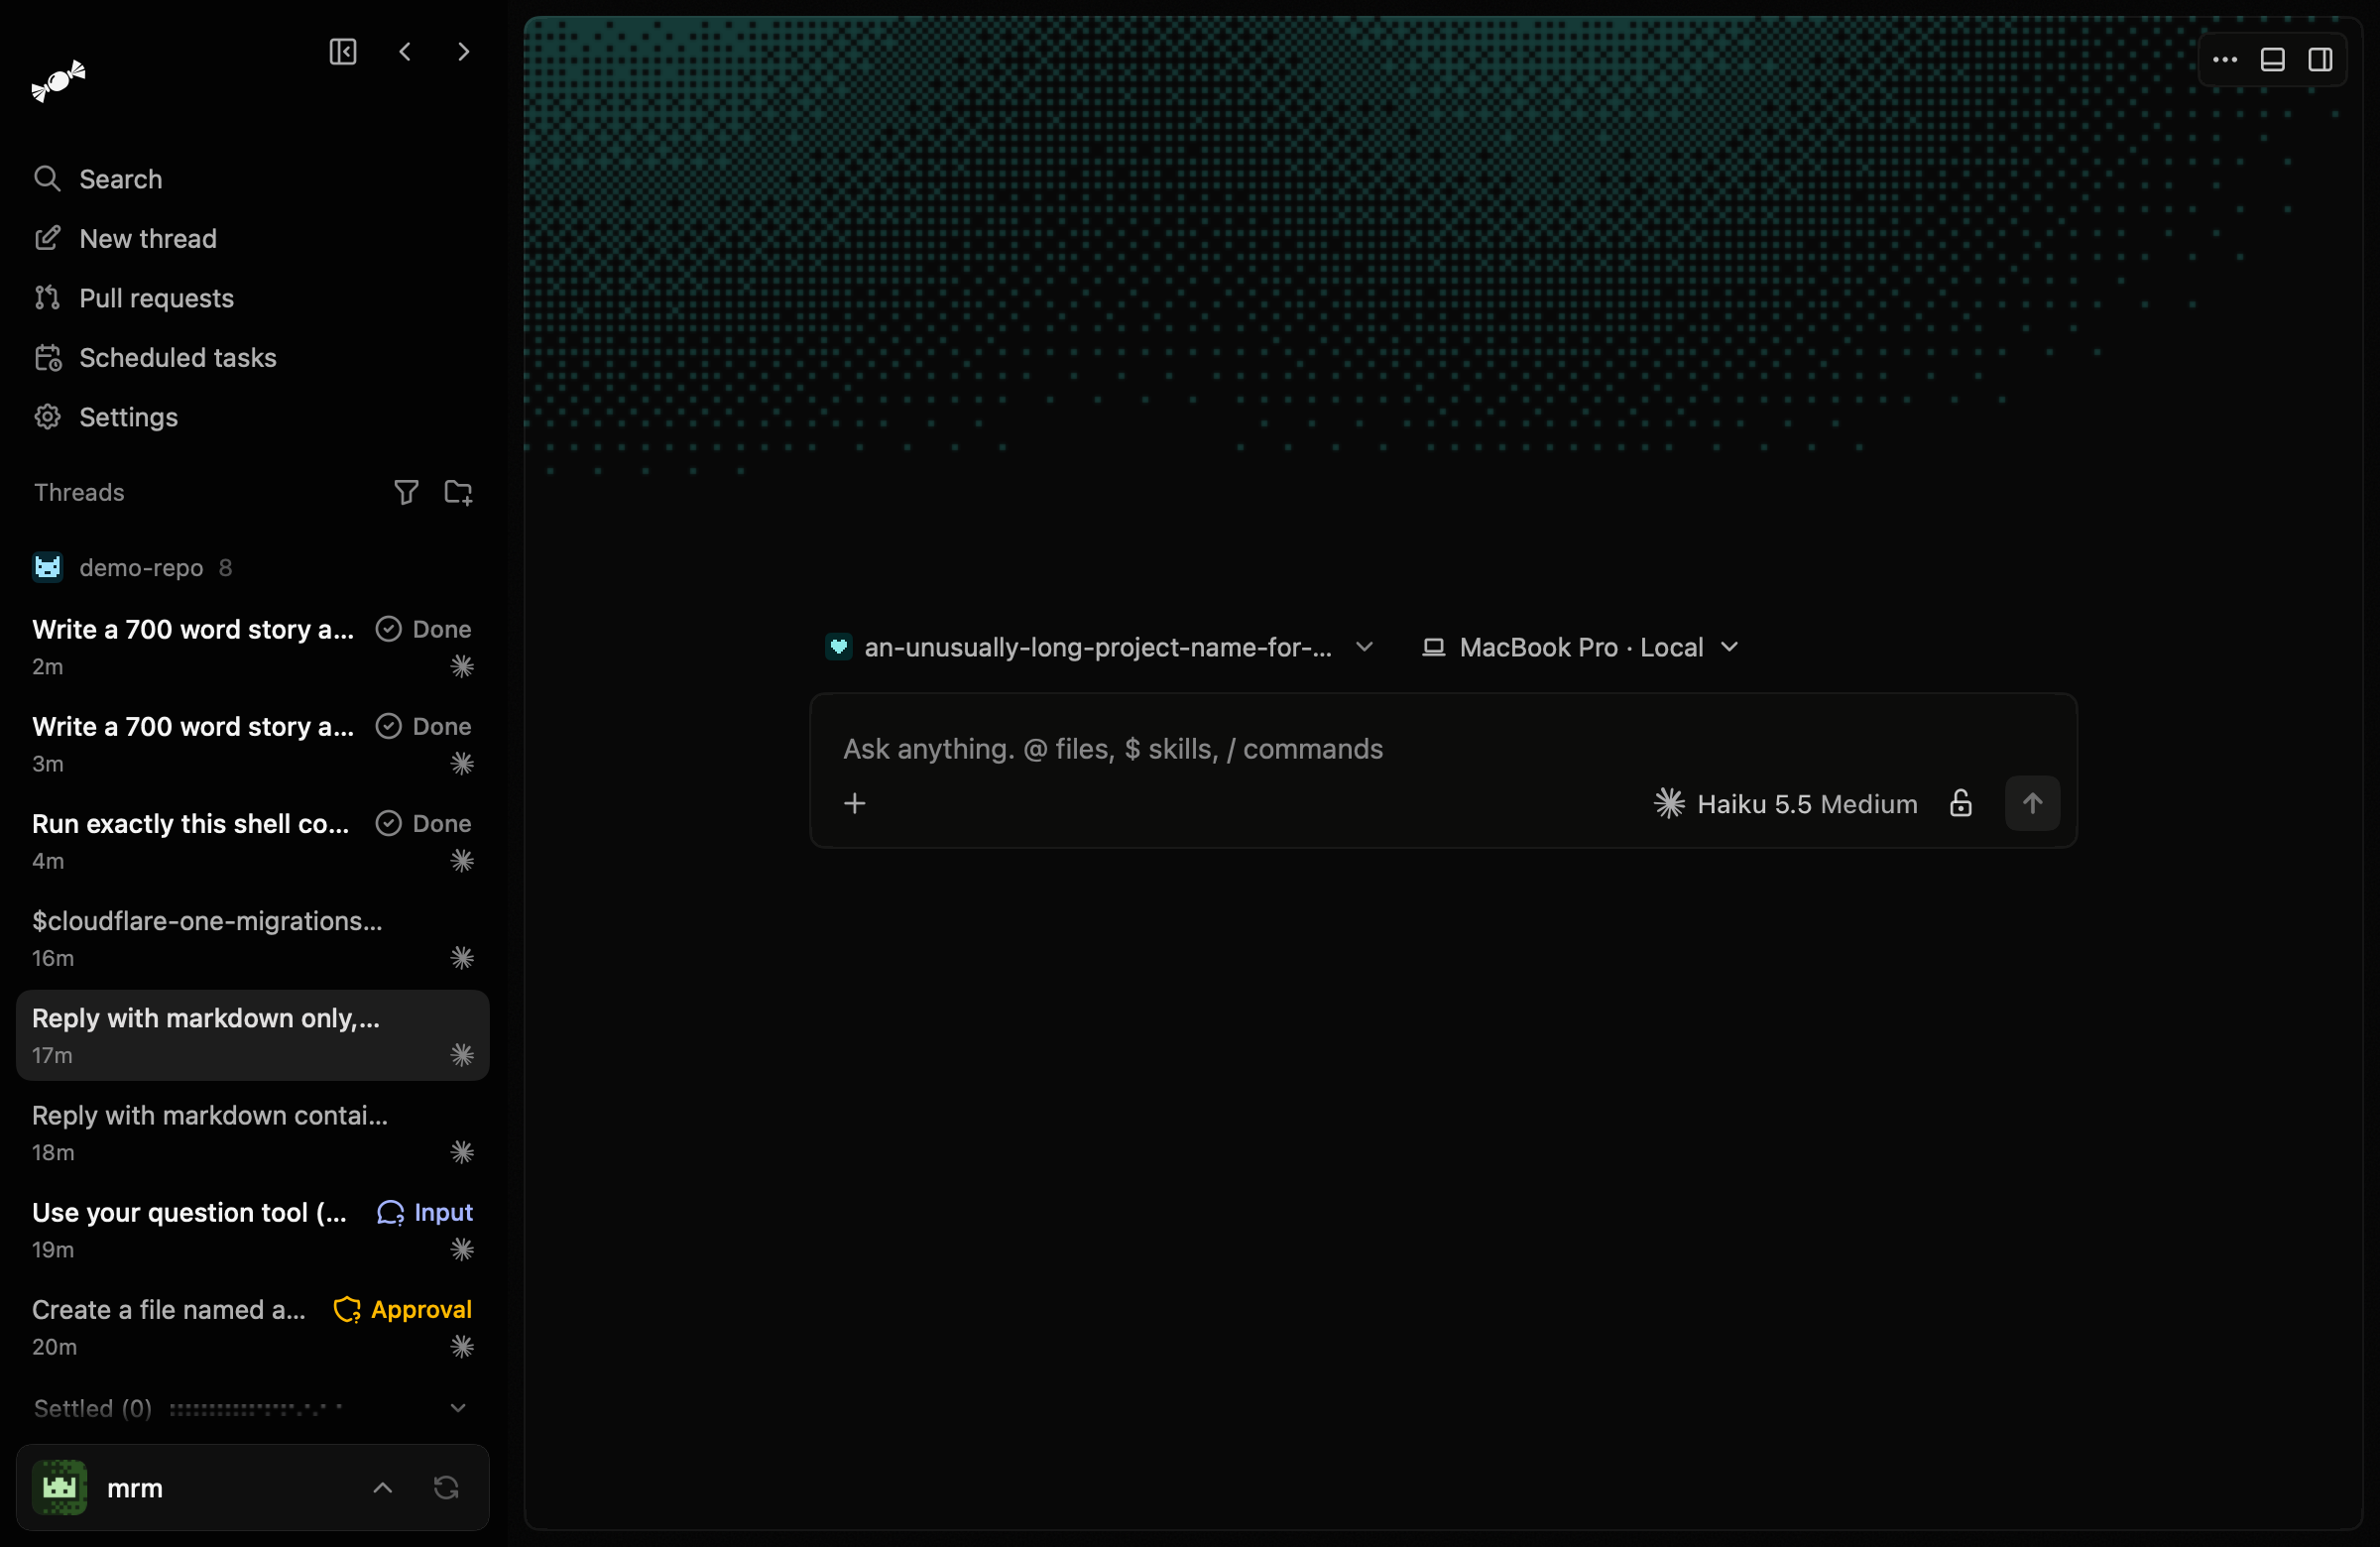 Search
New thread
Pull requests
Scheduled tasks
Settings
Threads
demo-repo 8
Write a 700 word story a... Done
2m
Write a 700 word story a... Done
3m
Run exactly this shell co... Done
4m
$cloudflare-one-migrations...
16m
Reply with markdown only,...
17m
Reply with markdown contai...
18m
Use your question tool (... Input
19m
Create a file named a... Approval
20m
Settled (0)
mrm
an-unusually-long-project-name-for-... MacBook Pro · Local
Ask anything. @ files, $ skills, / commands
Haiku 5.5 Medium